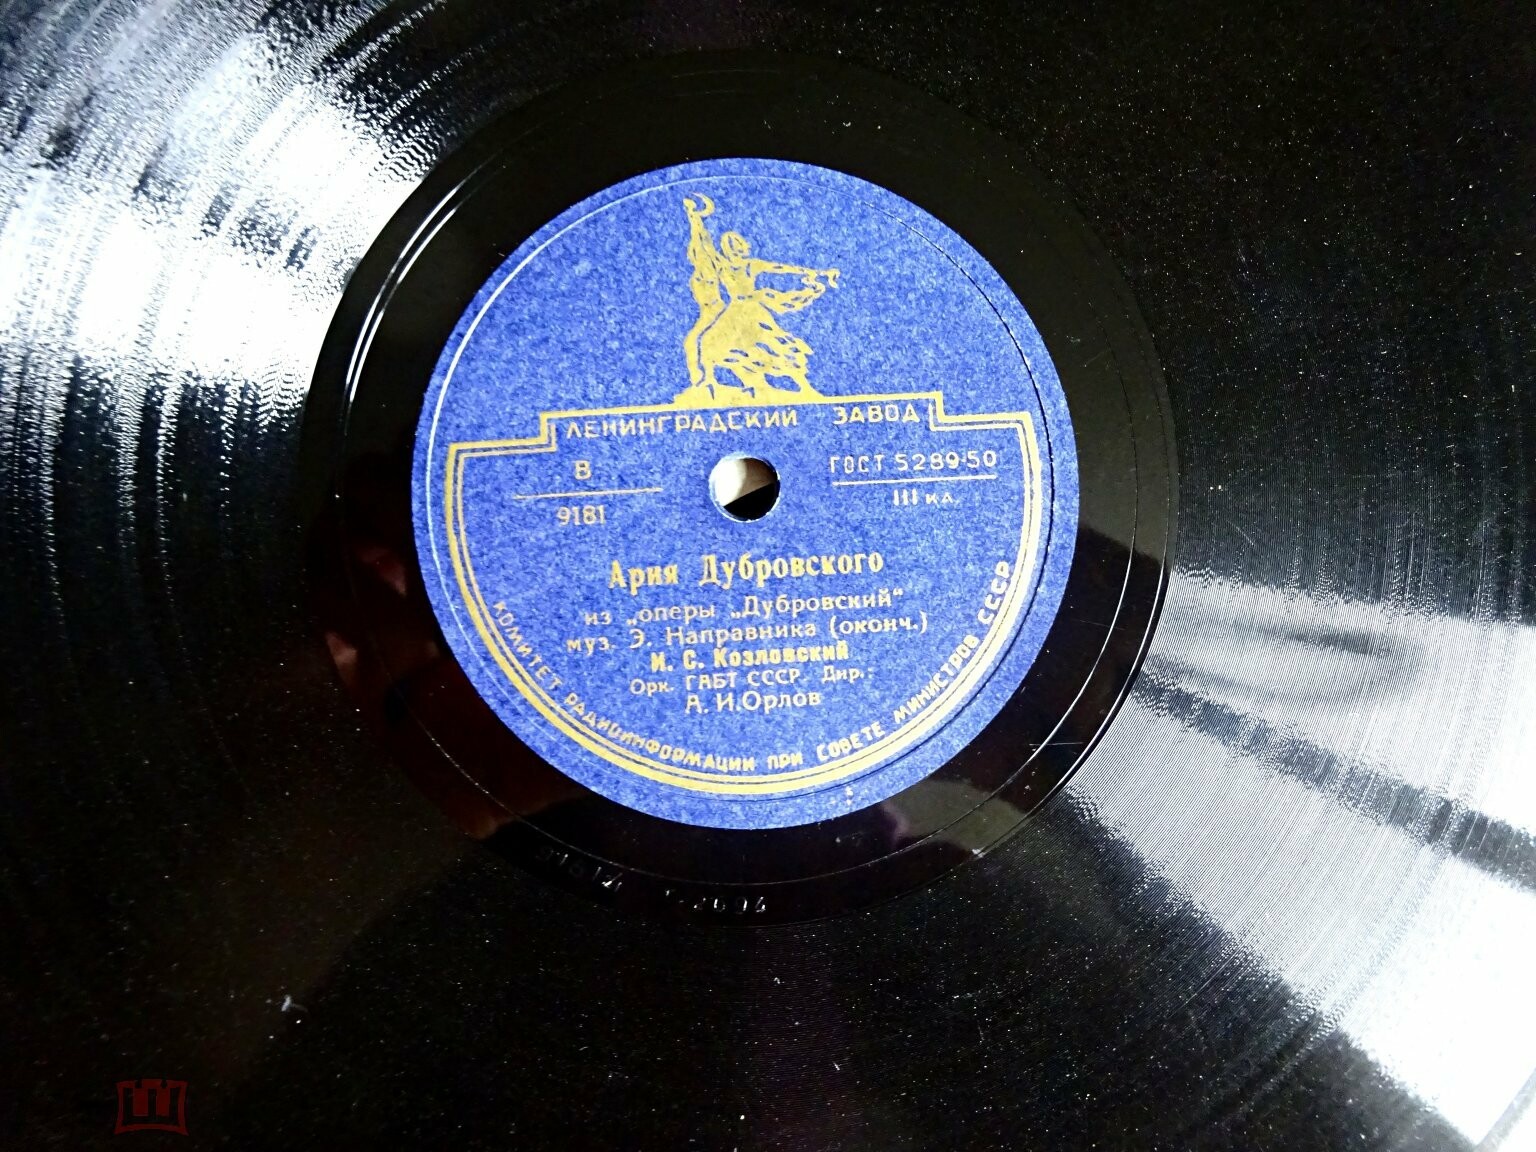 ЛЕНИНГРАДСКИЙ ЗАВОД
В
9181
ГОСТ 5289-50
III кл.
Ария Дубровского
из „оперы „Дубровский“
муз. Э. Направника (оконч.)
И. С. Козловский
Орк. ГАБТ СССР. Дир.:
А. И. Орлов
КОМИТЕТ РАДИОИНФОРМАЦИИ ПРИ СОВЕТЕ МИНИСТРОВ СССР